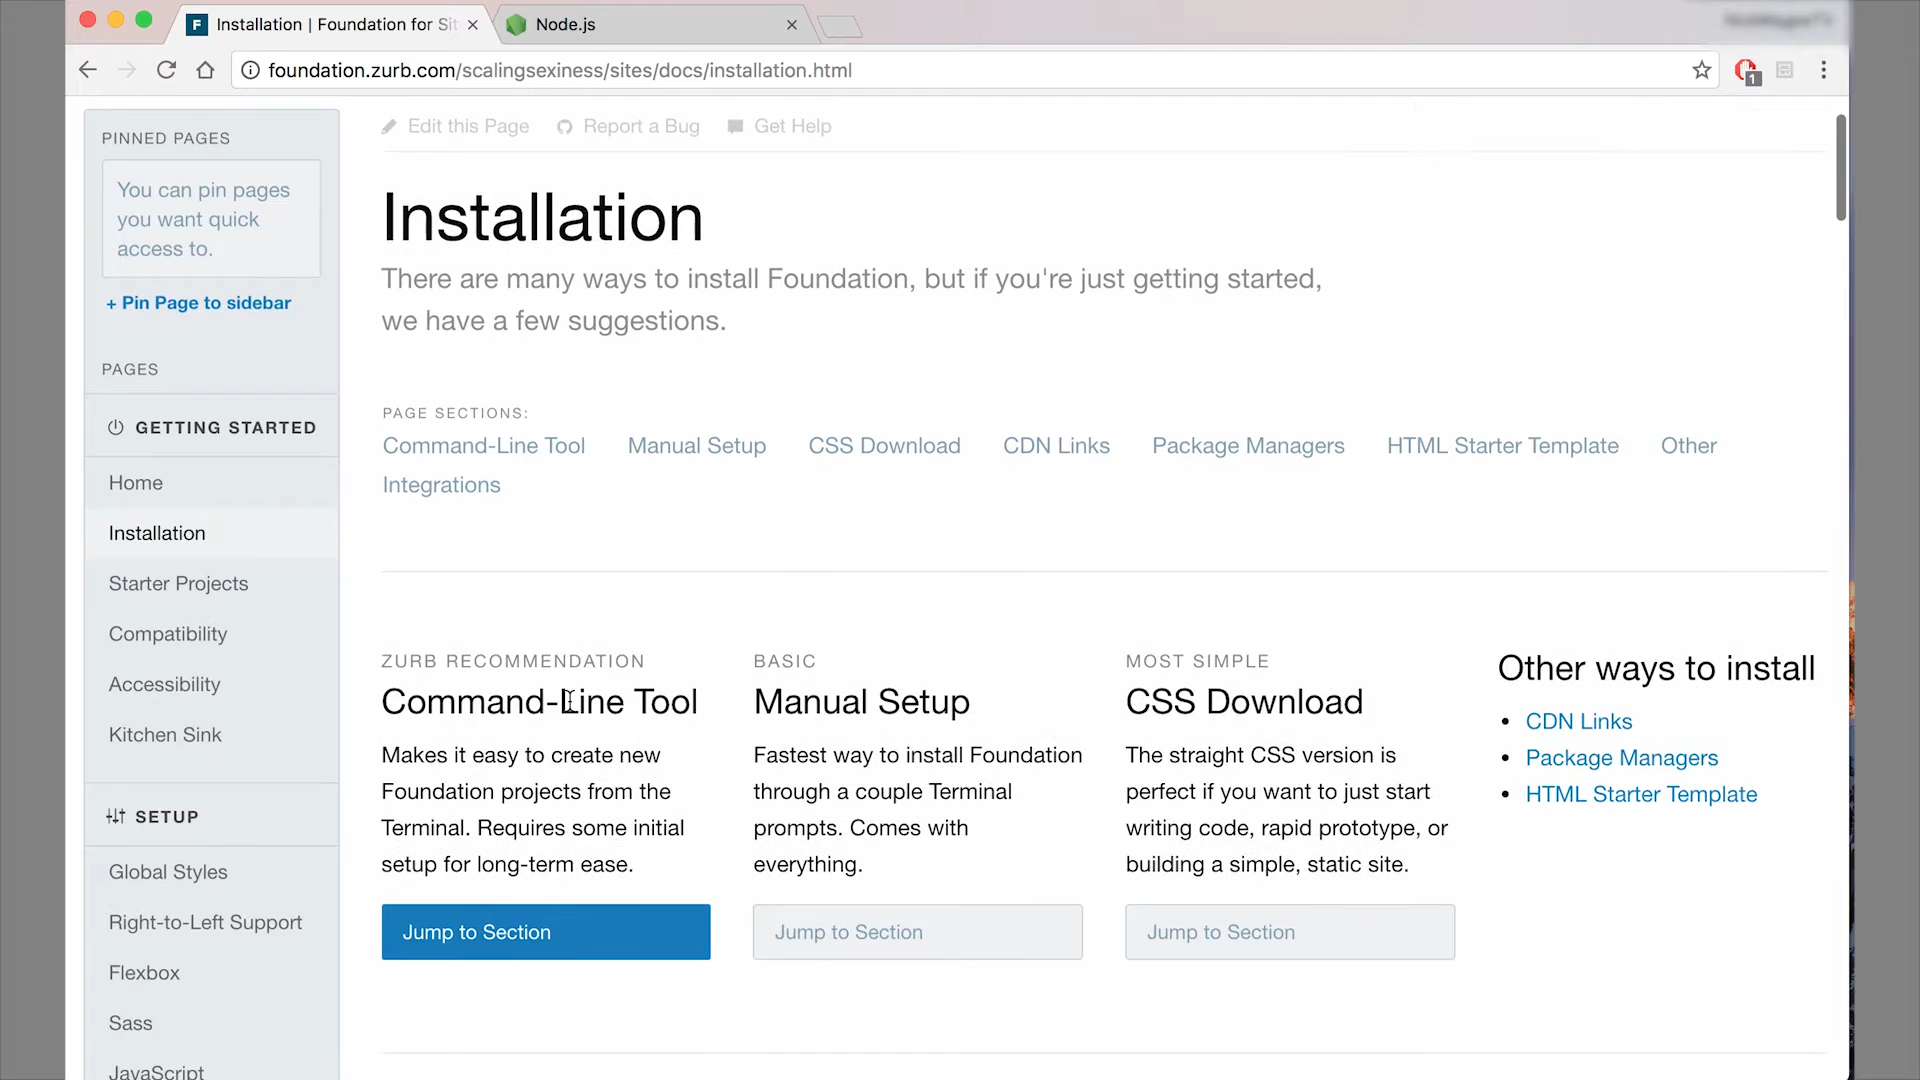 Installation | Foundation for Sit
Node.js
foundation.zurb.com/scalingsexiness/sites/docs/installation.html
1
PINNED PAGES
You can pin pages
you want quick
access to.
+ Pin Page to sidebar
PAGES
GETTING STARTED
Home
Installation
Starter Projects
Compatibility
Accessibility
Kitchen Sink
SETUP
Global Styles
Right-to-Left Support
Flexbox
Sass
JavaScript
Edit this Page Report a Bug Get Help
Installation
There are many ways to install Foundation, but if you're just getting started,
we have a few suggestions.
PAGE SECTIONS:
Command-Line Tool Manual Setup CSS Download CDN Links Package Managers HTML Starter Template Other
Integrations
ZURB RECOMMENDATION
Command-Line Tool
Makes it easy to create new
Foundation projects from the
Terminal. Requires some initial
setup for long-term ease.
Jump to Section
BASIC
Manual Setup
Fastest way to install Foundation
through a couple Terminal
prompts. Comes with
everything.
Jump to Section
MOST SIMPLE
CSS Download
The straight CSS version is
perfect if you want to just start
writing code, rapid prototype, or
building a simple, static site.
Jump to Section
Other ways to install
• CDN Links
• Package Managers
• HTML Starter Template